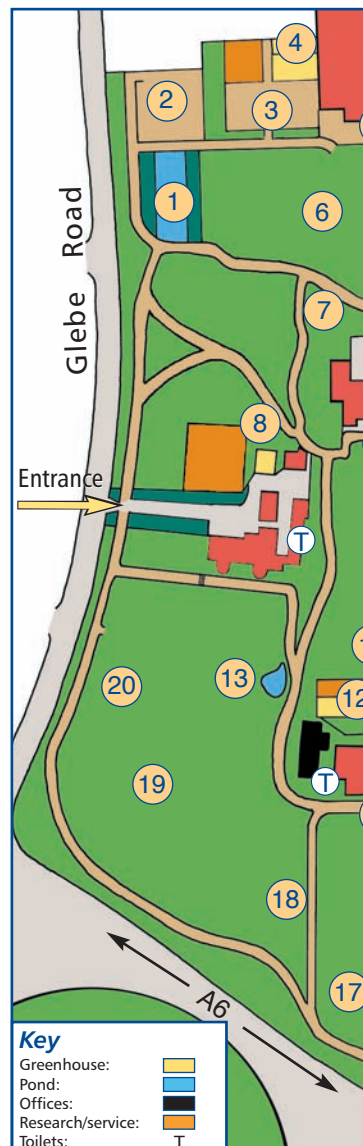 4
2
3
1
6
Glebe Road
7
8
Entrance
T
20
13
12
19
T
18
A6
17
Key
Greenhouse:
Pond:
Offices:
Research/service:
Toilets: T